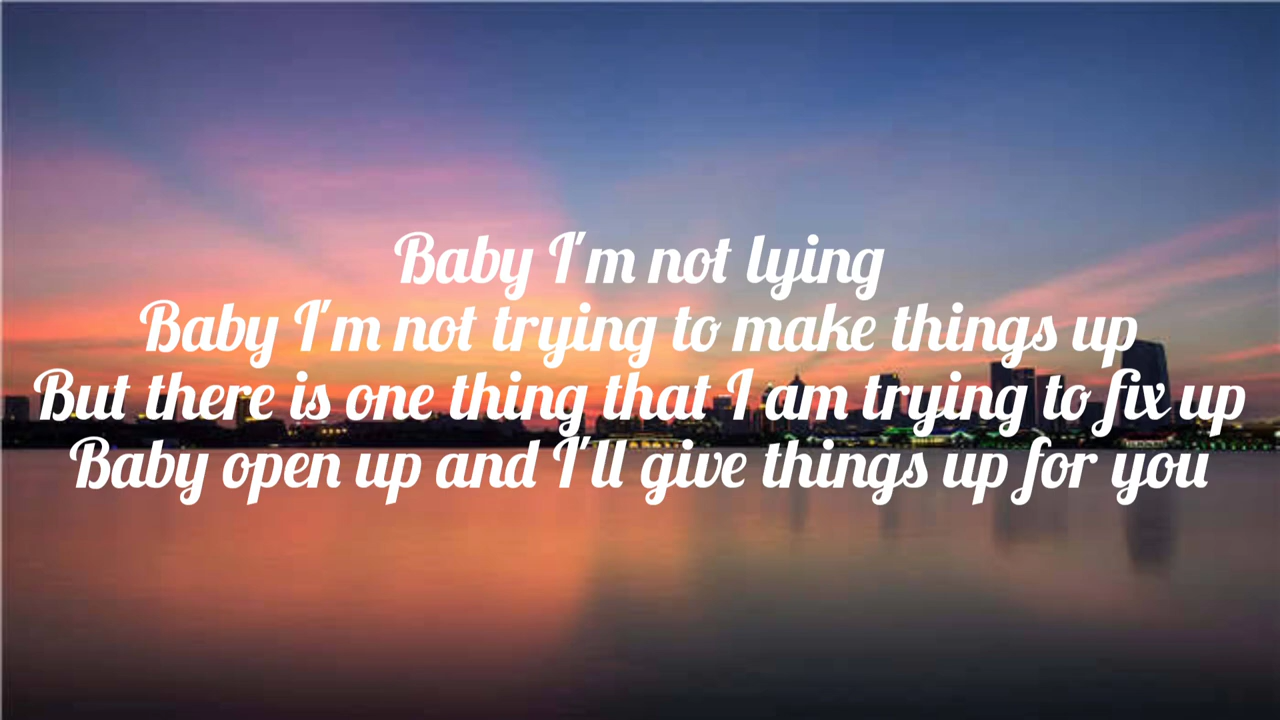 Baby I'm not lying
Baby I'm not trying to make things up
But there is one thing that I am trying to fix up
Baby open up and I'll give things up for you